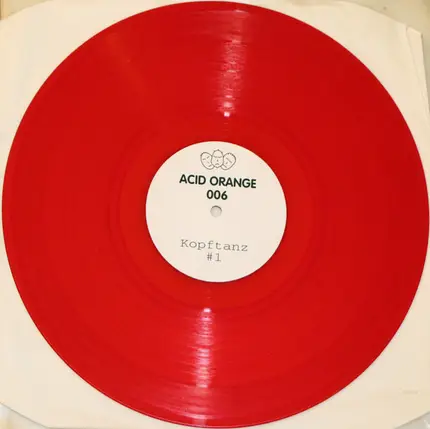 ACID ORANGE
006
Kopftanz
#1